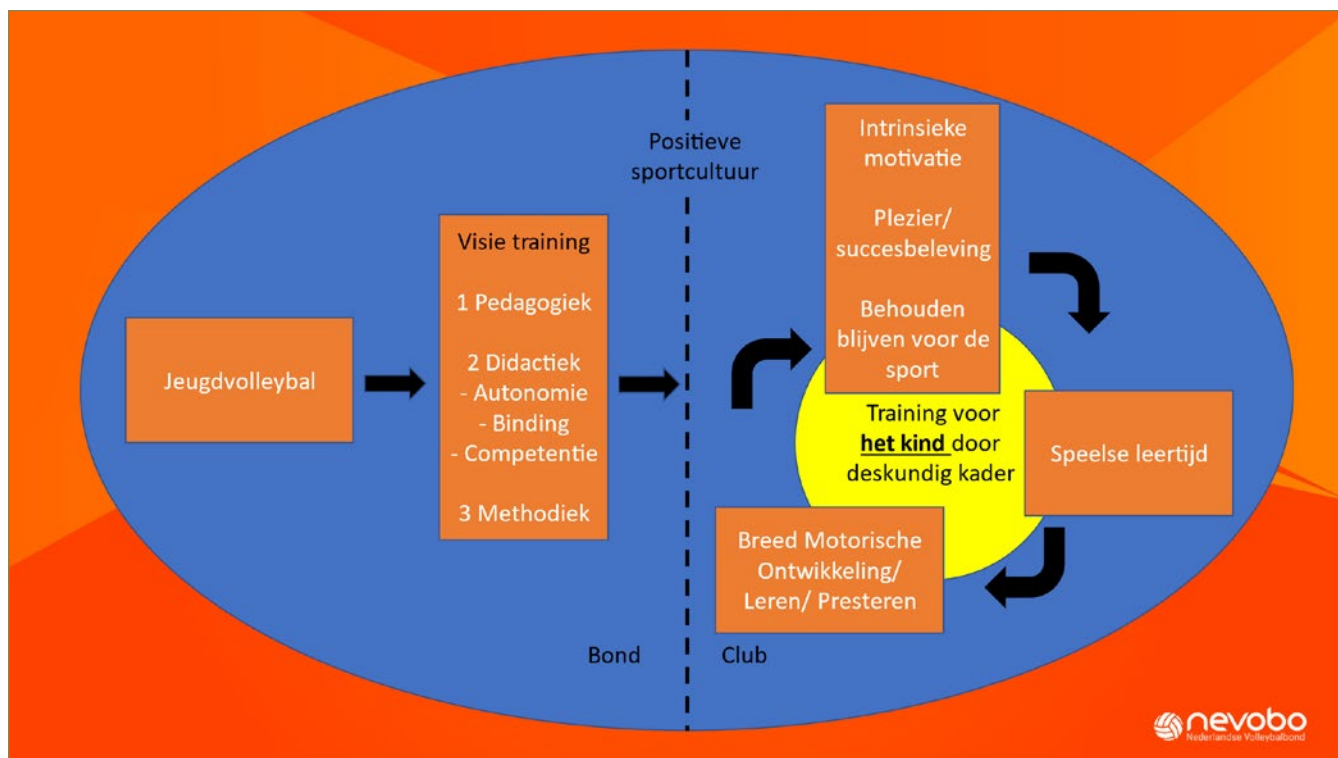 Positieve
sportcultuur
Jeugdvolleybal
Visie training
1 Pedagogiek
2 Didactiek
- Autonomie
- Binding
- Competentie
3 Methodiek
Intrinsieke
motivatie
Plezier/
succesbeleving
Behouden
blijven voor de
sport
Training voor
het kind door
deskundig kader
Speelse leertijd
Breed Motorische
Ontwikkeling/
Leren/ Presteren
Bond
Club
nevobo
Nederlandse Volleybalbond